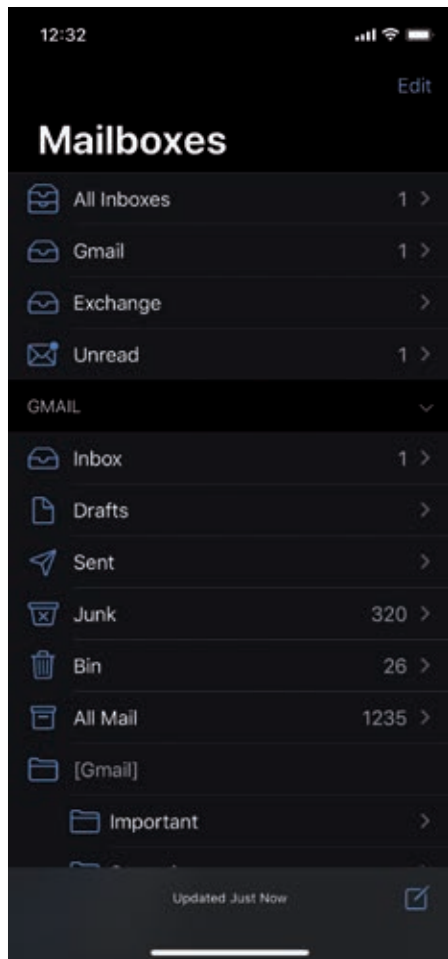 12:32
Edit
Mailboxes
All Inboxes 1
Gmail 1
Exchange
Unread 1
GMAIL
Inbox 1
Drafts
Sent
Junk 320
Bin 26
All Mail 1235
[Gmail]
Important
Updated Just Now